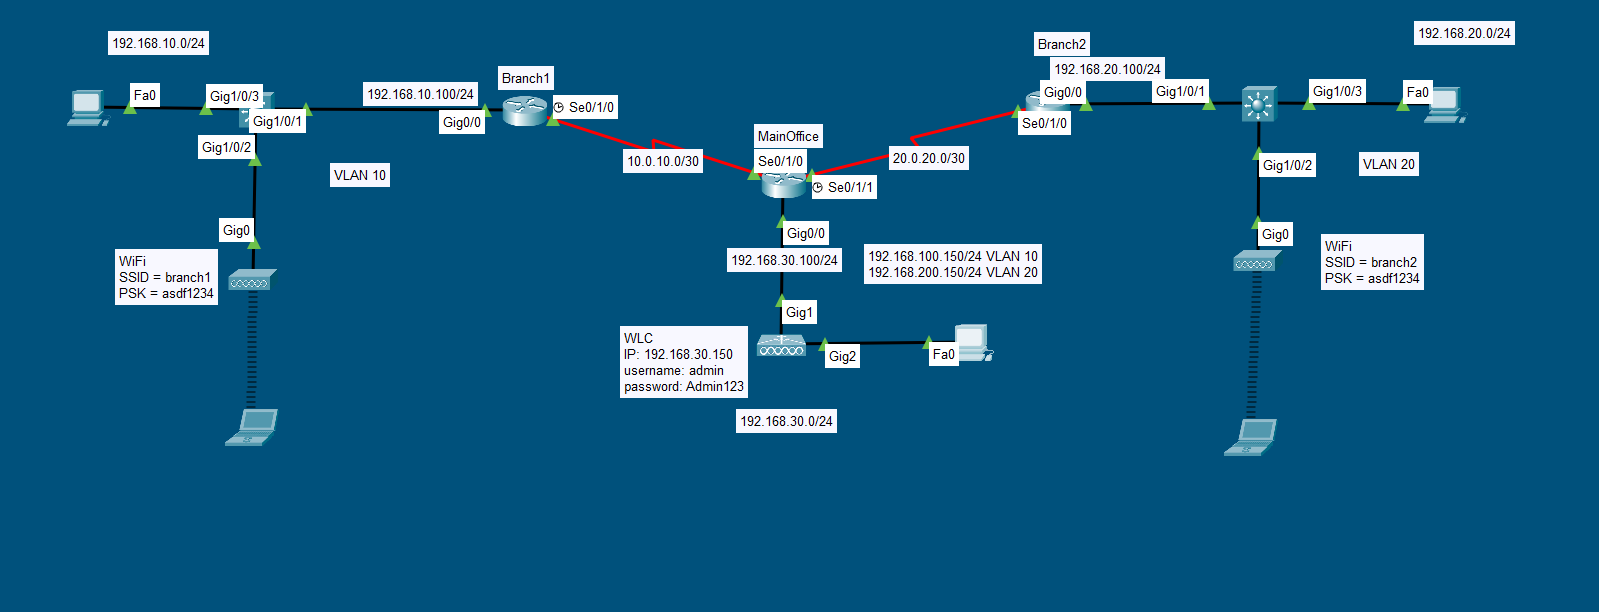 192.168.20.0/24
192.168.10.0/24
Branch2
192.168.20.100/24
Branch1
Fa0
Gig1/0/3
192.168.10.100/24
Se0/1/0
Gig0/0
Gig1/0/1
Gig1/0/3
Fa0
Gig1/0/1
Gig0/0
Se0/1/0
MainOffice
Gig1/0/2
10.0.10.0/30
Se0/1/0
20.0.20.0/30
Gig1/0/2
VLAN 20
VLAN 10
Se0/1/1
Gig0
Gig0/0
Gig0
192.168.30.100/24
192.168.100.150/24 VLAN 10
192.168.200.150/24 VLAN 20
WiFi
SSID = branch1
PSK = asdf1234
WiFi
SSID = branch2
PSK = asdf1234
Gig1
WLC
IP: 192.168.30.150
username: admin
password: Admin123
Gig2
Fa0
192.168.30.0/24